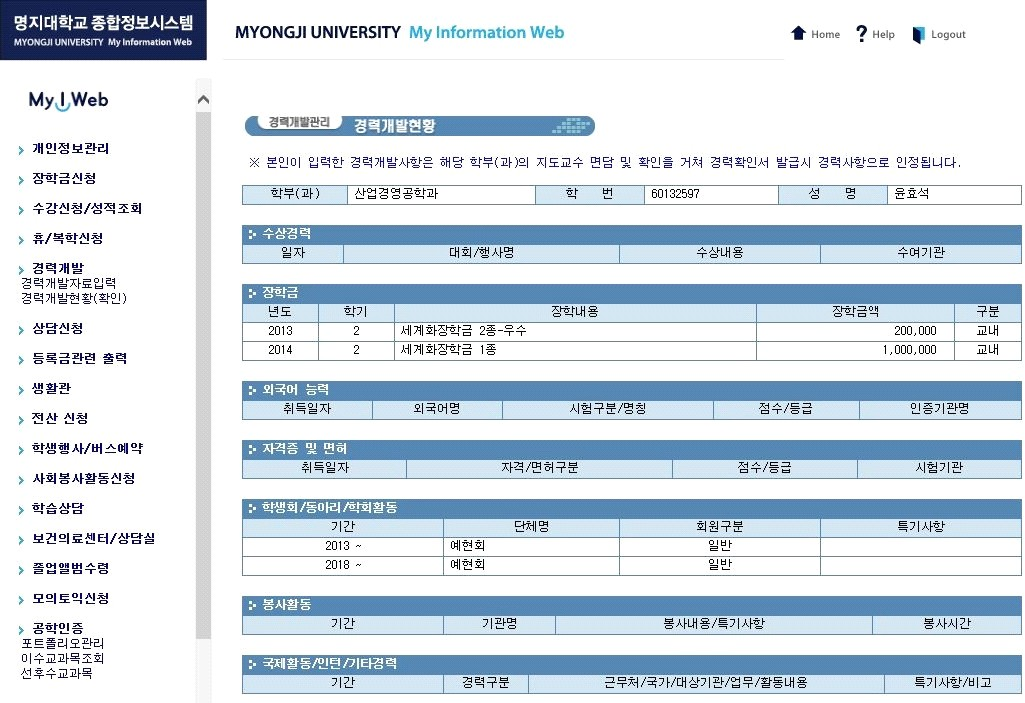 명지대학교 종합정보시스템
MYONGJI UNIVERSITY My Information Web
MYONGJI UNIVERSITY My Information Web
Home Help Logout
My I Web
개인정보관리
장학금신청
수강신청/성적조회
휴/복학신청
경력개발
경력개발자료입력
경력개발현황(확인)
상담신청
등록금관련 출력
생활관
전산 신청
학생행사/버스예약
사회봉사활동신청
학습상담
보건의료센터/상담실
졸업앨범수령
모의토익신청
공학인증
포트폴리오관리
이수교과목조회
선후수교과목
경력개발관리 경력개발현황
※ 본인이 입력한 경력개발사항은 해당 학부(과)의 지도교수 면담 및 확인을 거쳐 경력확인서 발급시 경력사항으로 인정됩니다.
학부(과) 산업경영공학과 학 번 60132597 성 명 윤효석
수상경력
일자 대회/행사명 수상내용 수여기관
장학금
년도 학기 장학내용 장학금액 구분
2013 2 세계화장학금 2종-우수 200,000 교내
2014 2 세계화장학금 1종 1,000,000 교내
외국어 능력
취득일자 외국어명 시험구분/명칭 점수/등급 인증기관명
자격증 및 면허
취득일자 자격/면허구분 점수/등급 시험기관
학생회/동아리/학회활동
기간 단체명 회원구분 특기사항
2013 ~ 예현회 일반
2018 ~ 예현회 일반
봉사활동
기간 기관명 봉사내용/특기사항 봉사시간
국제활동/인턴/기타경력
기간 경력구분 근무처/국가/대상기관/업무/활동내용 특기사항/비고